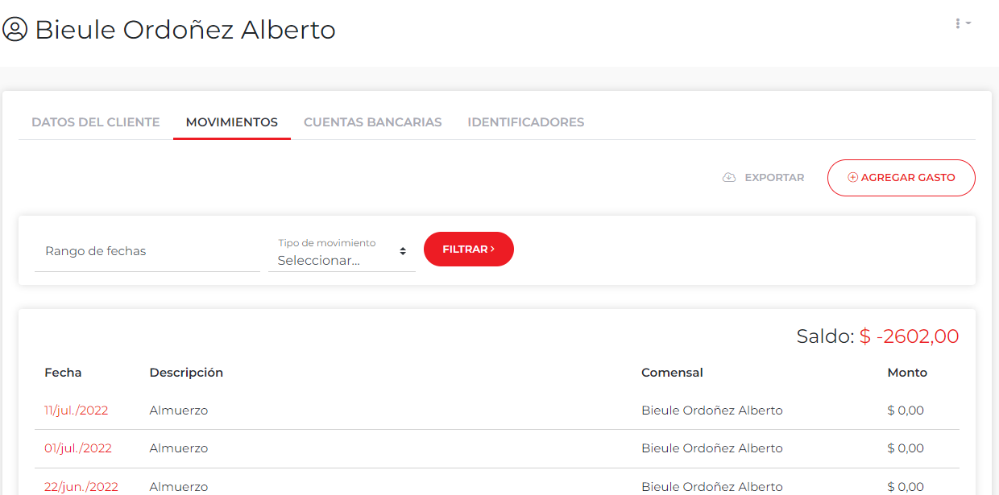 Bieule Ordoñez Alberto
DATOS DEL CLIENTE MOVIMIENTOS CUENTAS BANCARIAS IDENTIFICADORES
EXPORTAR AGREGAR GASTO
Rango de fechas
Tipo de movimiento
Seleccionar...
FILTRAR
Saldo: $ -2602,00
Fecha Descripción Comensal Monto
11/jul./2022 Almuerzo Bieule Ordoñez Alberto $ 0,00
01/jul./2022 Almuerzo Bieule Ordoñez Alberto $ 0,00
22/jun./2022 Almuerzo Bieule Ordoñez Alberto $ 0,00